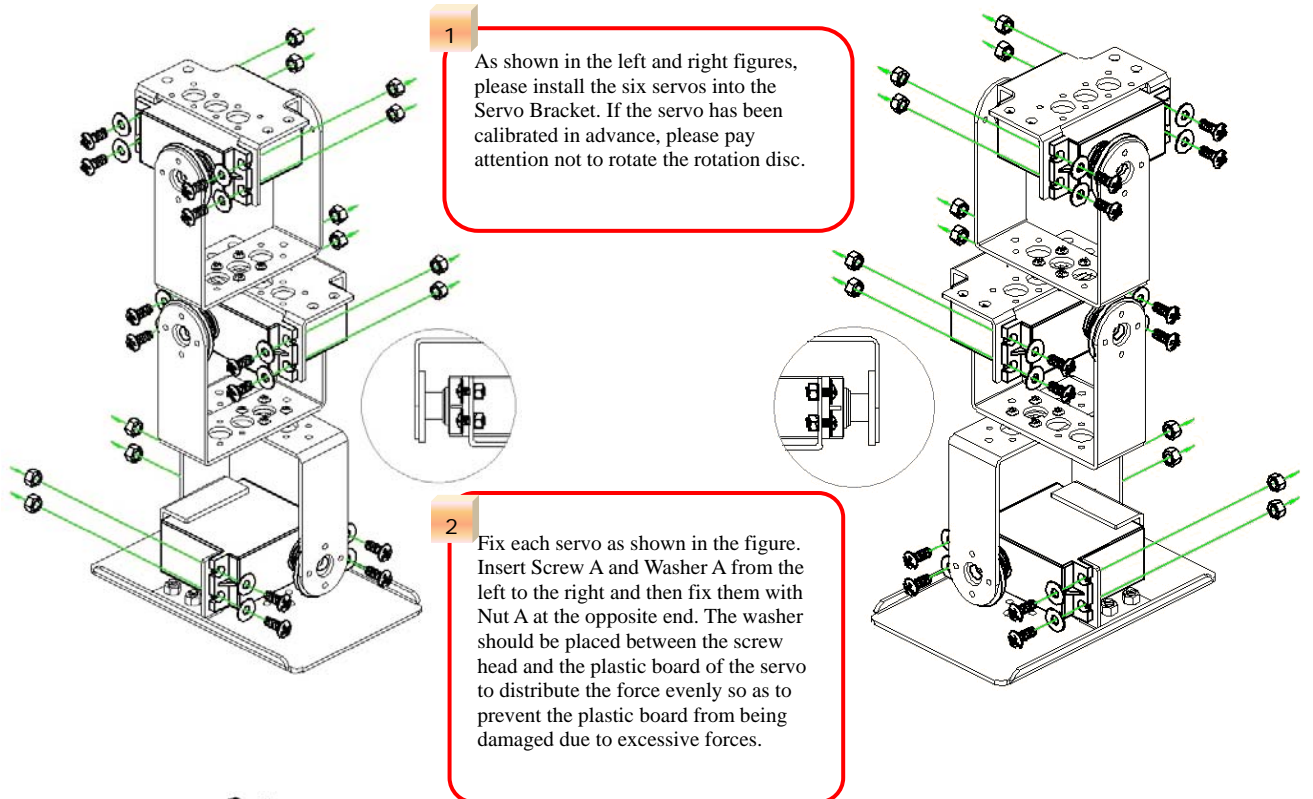 1
As shown in the left and right figures,
please install the six servos into the
Servo Bracket. If the servo has been
calibrated in advance, please pay
attention not to rotate the rotation disc.
2
Fix each servo as shown in the figure.
Insert Screw A and Washer A from the
left to the right and then fix them with
Nut A at the opposite end. The washer
should be placed between the screw
head and the plastic board of the servo
to distribute the force evenly so as to
prevent the plastic board from being
damaged due to excessive forces.